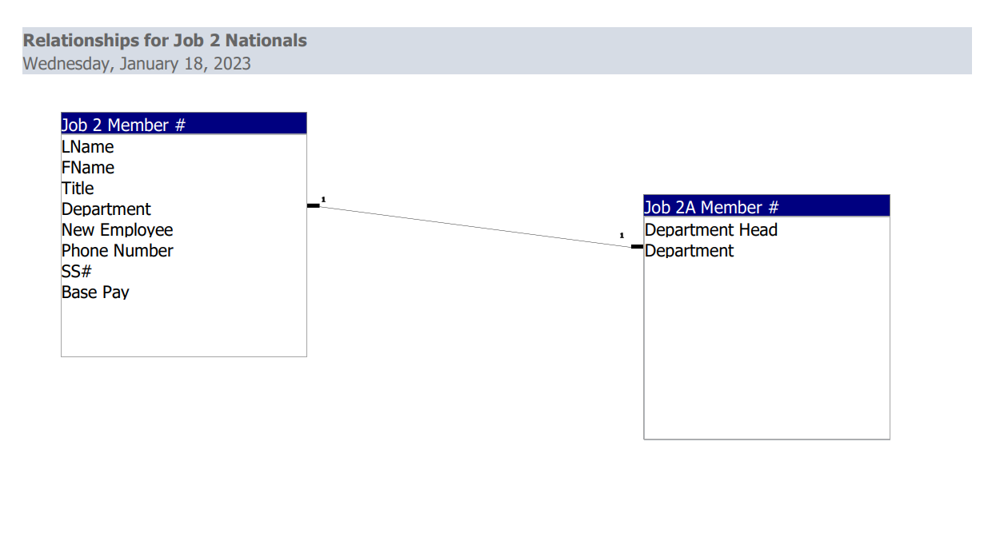 Relationships for Job 2 Nationals
Wednesday, January 18, 2023
Job 2 Member #
LName
FName
Title
Department
New Employee
Phone Number
SS#
Base Pay
1
1
Job 2A Member #
Department Head
Department